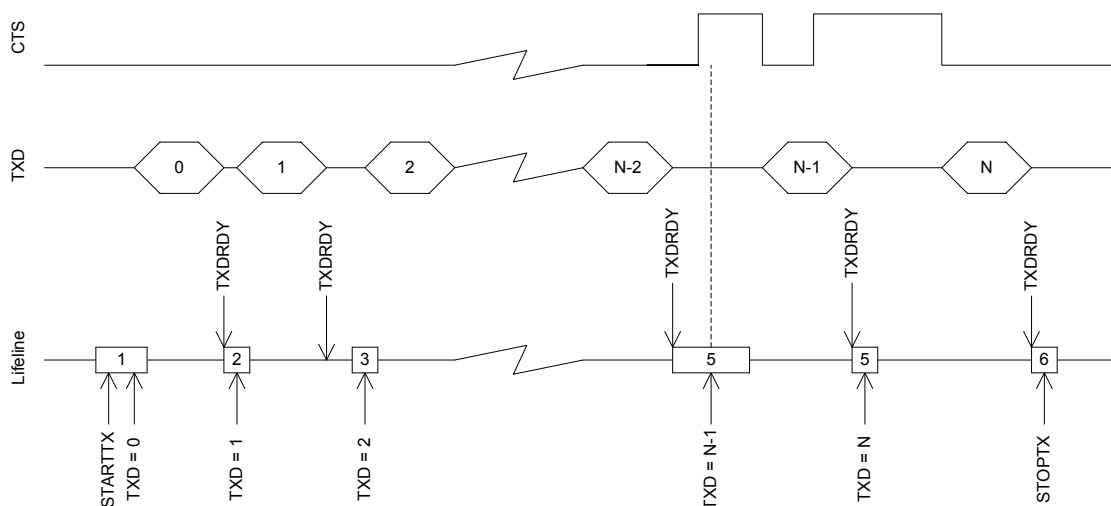 CTS
TXD
0
1
2
N-2
N-1
N
TXDRDY
TXDRDY
TXDRDY
TXDRDY
TXDRDY
Lifeline
1
2
3
5
5
6
STARTTX
TXD = 0
TXD = 1
TXD = 2
TXD = N-1
TXD = N
STOPTX